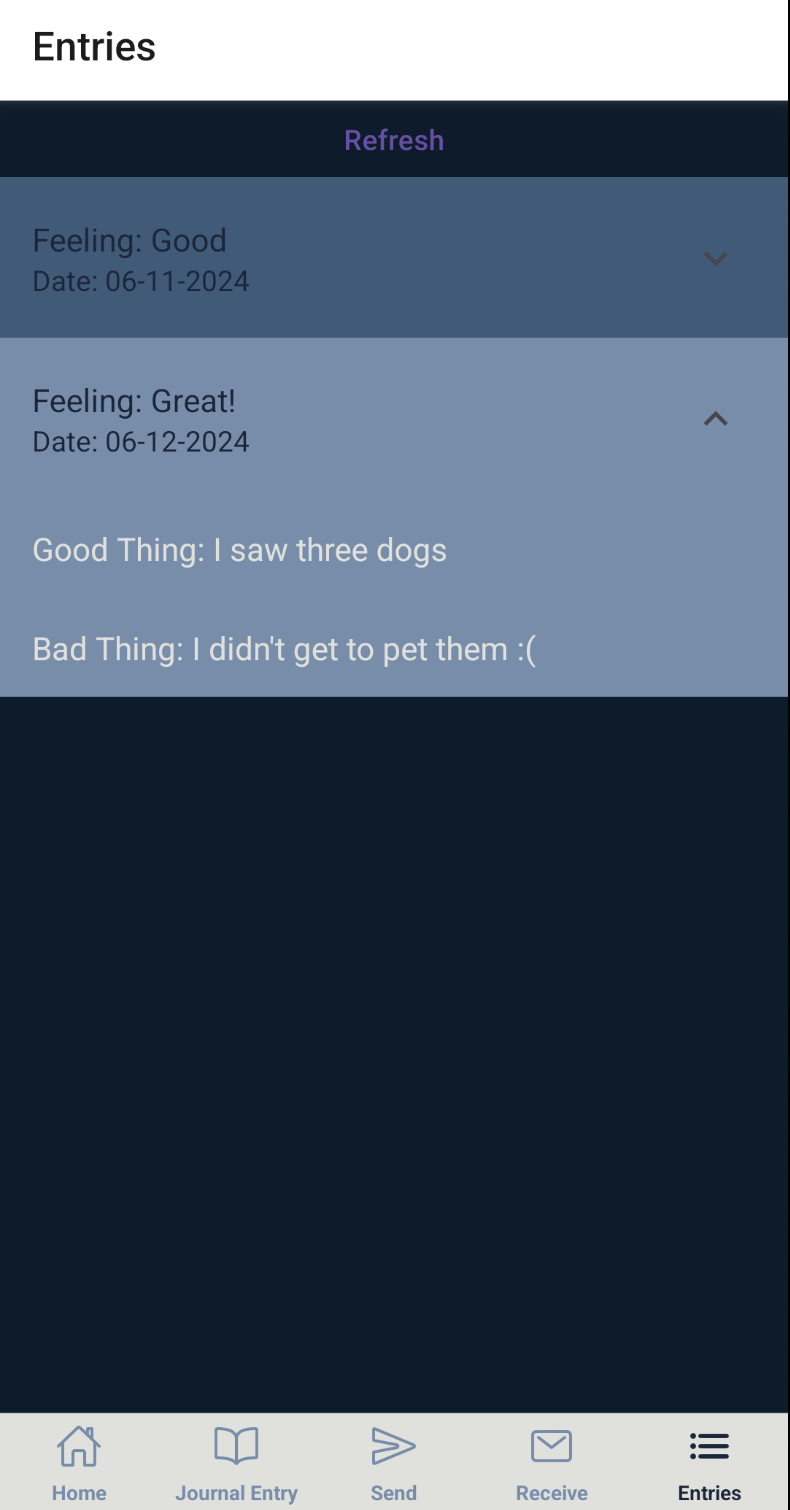 Entries
Refresh
Feeling: Good
Date: 06-11-2024
Feeling: Great!
Date: 06-12-2024
Good Thing: I saw three dogs
Bad Thing: I didn't get to pet them :(
Home
Journal Entry
Send
Receive
Entries